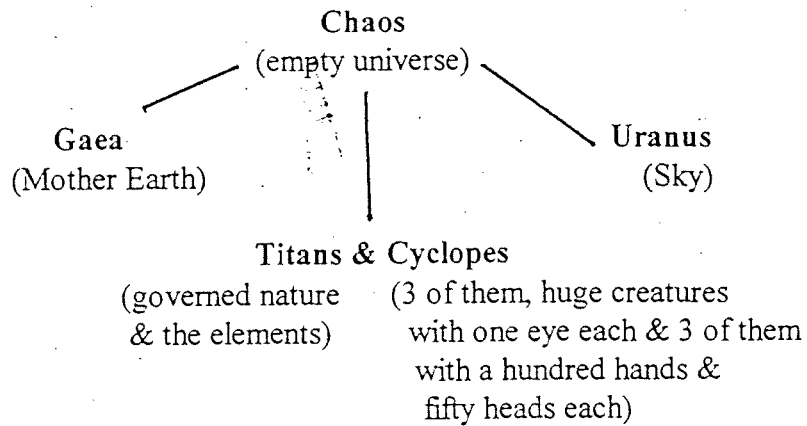 Chaos
(empty universe)
Gaea
(Mother Earth)
Uranus
(Sky)
Titans & Cyclopes
(governed nature
& the elements)
(3 of them, huge creatures
with one eye each & 3 of them
with a hundred hands &
fifty heads each)